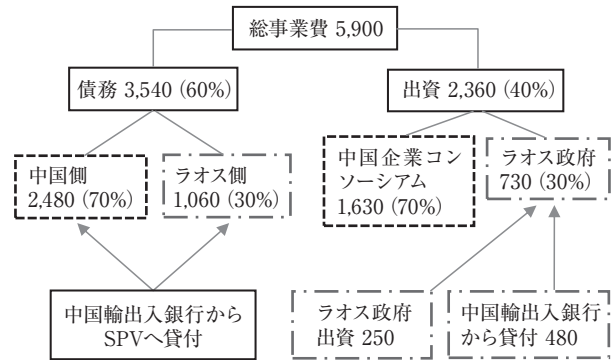 総事業費 5,900
債務 3,540 (60%)
出資 2,360 (40%)
中国側
2,480 (70%)
ラオス側
1,060 (30%)
中国企業コン
ソーシアム
1,630 (70%)
ラオス政府
730 (30%)
中国輸出入銀行から
SPVへ貸付
ラオス政府
出資 250
中国輸出入銀行
から貸付 480